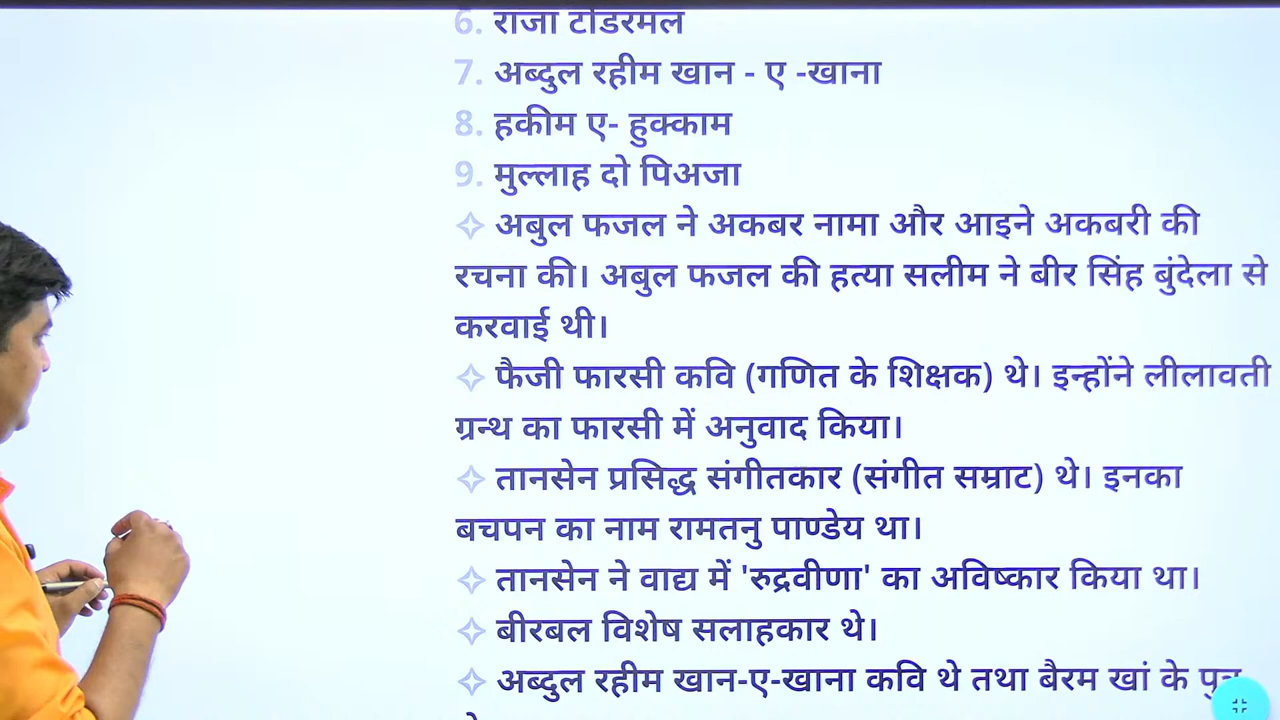 6. राजा टोडरमल
7. अब्दुल रहीम खान - ए -खाना
8. हकीम ए- हुक्काम
9. मुल्लाह दो पिअजा
✧ अबुल फजल ने अकबर नामा और आइने अकबरी की
रचना की। अबुल फजल की हत्या सलीम ने बीर सिंह बुंदेला से
करवाई थी।
✧ फैजी फारसी कवि (गणित के शिक्षक) थे। इन्होंने लीलावती
ग्रन्थ का फारसी में अनुवाद किया।
✧ तानसेन प्रसिद्ध संगीतकार (संगीत सम्राट) थे। इनका
बचपन का नाम रामतनु पाण्डेय था।
✧ तानसेन ने वाद्य में 'रुद्रवीणा' का अविष्कार किया था।
✧ बीरबल विशेष सलाहकार थे।
✧ अब्दुल रहीम खान-ए-खाना कवि थे तथा बैरम खां के पुत्र